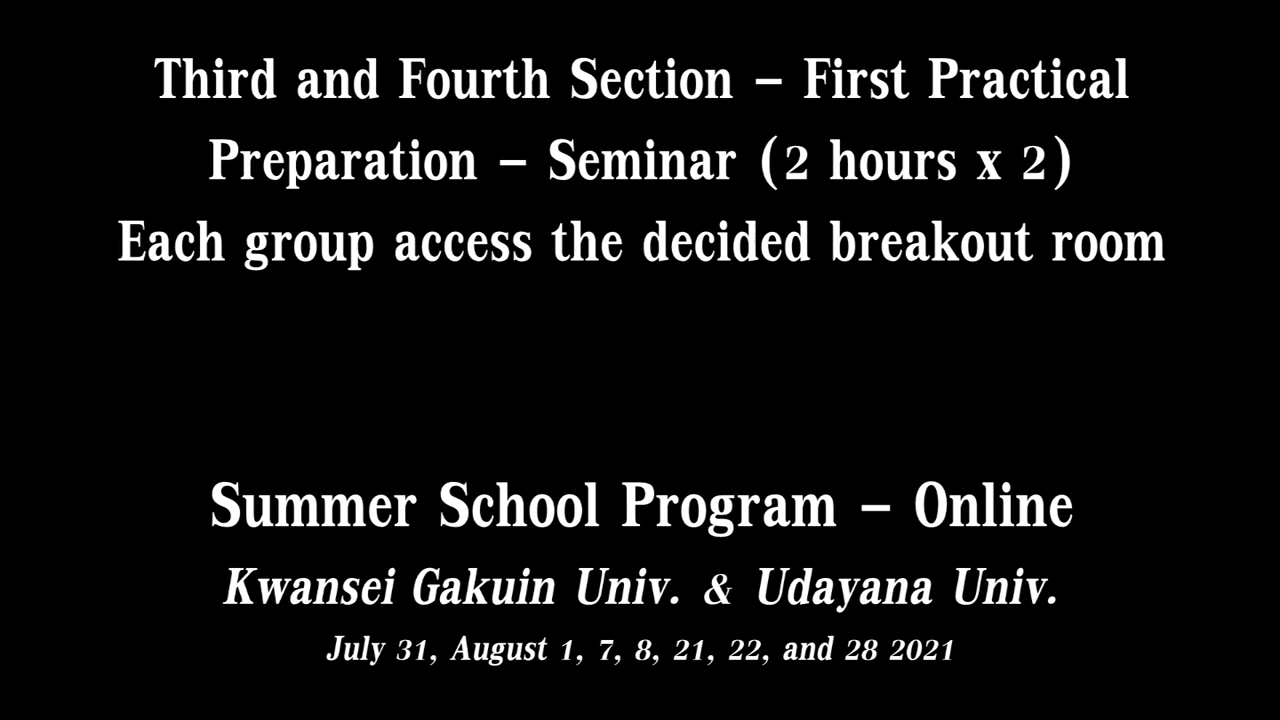 Third and Fourth Section – First Practical
Preparation – Seminar (2 hours x 2)
Each group access the decided breakout room
Summer School Program – Online
Kwansei Gakuin Univ. & Udayana Univ.
July 31, August 1, 7, 8, 21, 22, and 28 2021